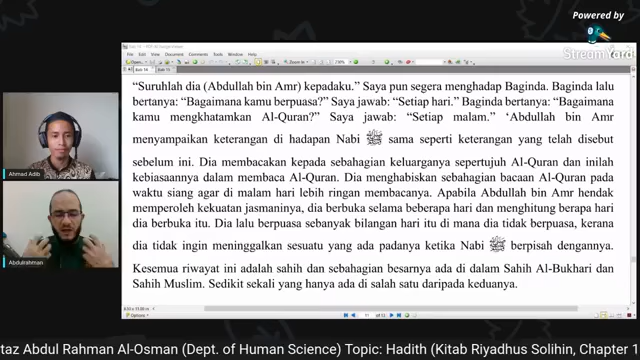 Powered by
StreamYard
"Suruhlah dia (Abdullah bin Amr) kepadaku." Saya pun segera menghadap Baginda. Baginda lalu
bertanya: "Bagaimana kamu berpuasa?" Saya jawab: "Setiap hari." Baginda bertanya: "Bagaimana
kamu mengkhatamkan Al-Quran?" Saya jawab: "Setiap malam." 'Abdullah bin Amr
menyampaikan keterangan di hadapan Nabi ﷺ sama seperti keterangan yang telah disebut
sebelum ini. Dia membacakan kepada sebahagian keluarganya sepertujuh Al-Quran dan inilah
kebiasaannya dalam membaca Al-Quran. Dia menghabiskan sebahagian bacaan Al-Quran pada
waktu siang agar di malam hari lebih ringan membacanya. Apabila Abdullah bin Amr hendak
memperoleh kekuatan jasmaninya, dia berbuka selama beberapa hari dan menghitung berapa hari
dia berbuka itu. Dia lalu berpuasa sebanyak bilangan hari itu di mana dia tidak berpuasa, kerana
dia tidak ingin meninggalkan sesuatu yang ada padanya ketika Nabi ﷺ berpisah dengannya.
Kesemua riwayat ini adalah sahih dan sebahagian besarnya ada di dalam Sahih Al-Bukhari dan
Sahih Muslim. Sedikit sekali yang hanya ada di salah satu daripada keduanya.
Ahmad Adib
Abdulrahman
taz Abdul Rahman Al-Osman (Dept. of Human Science) Topic: Hadith (Kitab Riyadhus Solihin, Chapter 1